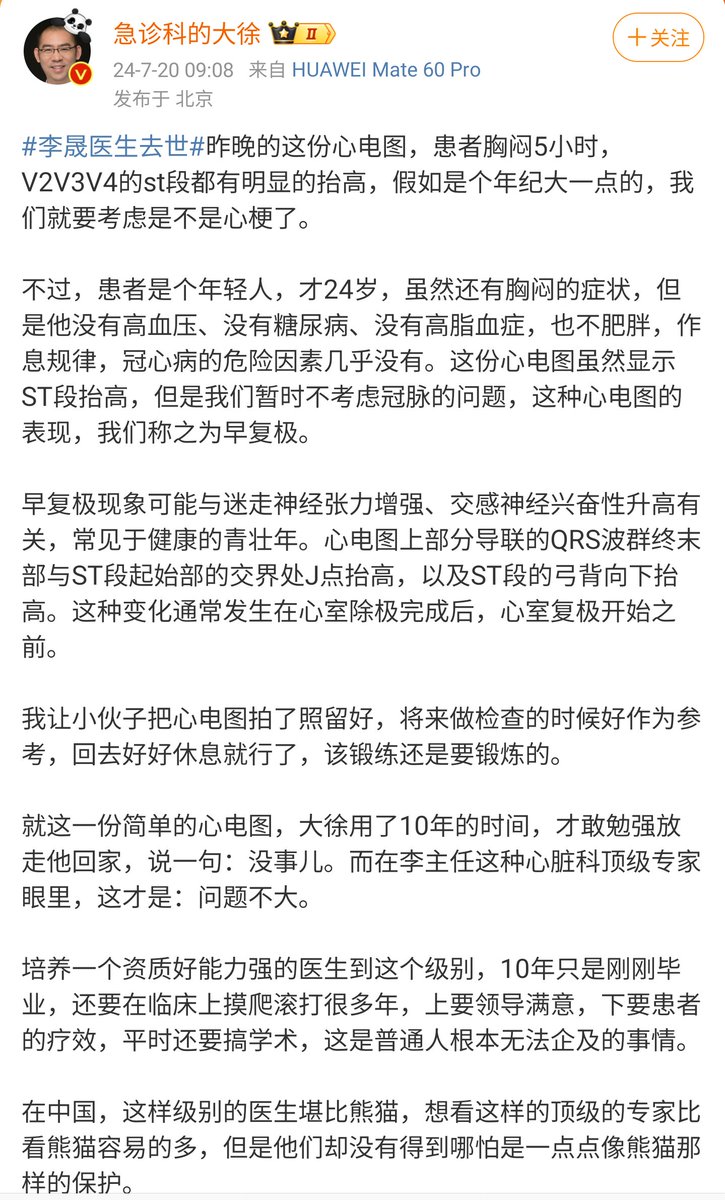 急诊科的大徐 II
+关注
24-7-20 09:08 来自 HUAWEI Mate 60 Pro
发布于 北京
#李晟医生去世#昨晚的这份心电图，患者胸闷5小时，
V2V3V4的st段都有明显的抬高，假如是个年纪大一点的，我
们就要考虑是不是心梗了。
不过，患者是个年轻人，才24岁，虽然还有胸闷的症状，但
是他没有高血压、没有糖尿病、没有高脂血症，也不肥胖，作
息规律，冠心病的危险因素几乎没有。这份心电图虽然显示
ST段抬高，但是我们暂时不考虑冠脉的问题，这种心电图的
表现，我们称之为早复极。
早复极现象可能与迷走神经张力增强、交感神经兴奋性升高有
关，常见于健康的青壮年。心电图上部分导联的QRS波群终末
部与ST段起始部的交界处J点抬高，以及ST段的弓背向下抬
高。这种变化通常发生在心室除极完成后，心室复极开始之
前。
我让小伙子把心电图拍了照留好，将来做检查的时候好作为参
考，回去好好休息就行了，该锻练还是要锻炼的。
就这一份简单的心电图，大徐用了10年的时间，才敢勉强放
走他回家，说一句：没事儿。而在李主任这种心脏科顶级专家
眼里，这才是：问题不大。
培养一个资质好能力强的医生到这个级别，10年只是刚刚毕
业，还要在临床上摸爬滚打很多年，上要领导满意，下要患者
的疗效，平时还要搞学术，这是普通人根本无法企及的事情。
在中国，这样级别的医生堪比熊猫，想看这样的顶级的专家比
看熊猫容易的多，但是他们却没有得到哪怕是一点点像熊猫那
样的保护。